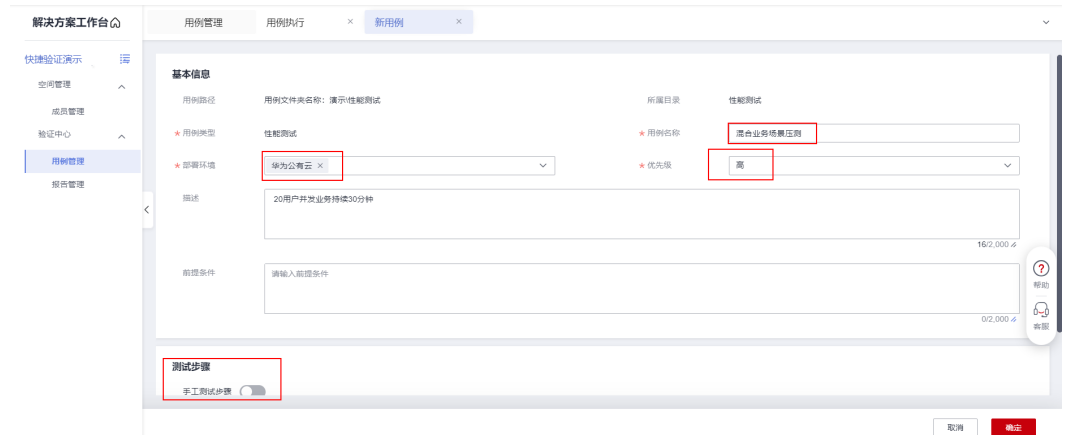 解决方案工作台
用例管理
用例执行 ×
新用例 ×
快捷验证演示
空间管理
成员管理
验证中心
用例管理
报告管理
基本信息
用例路径 用例文件夹名称：演示\性能测试 所属目录 性能测试
* 用例类型 性能测试 * 用例名称 混合业务场景压测
* 部署环境 华为公有云 × * 优先级 高
描述 20用户并发业务持续30分钟
16/2,000
前提条件 请输入前提条件
0/2,000
帮助
客服
测试步骤
手工测试步骤
取消 确定